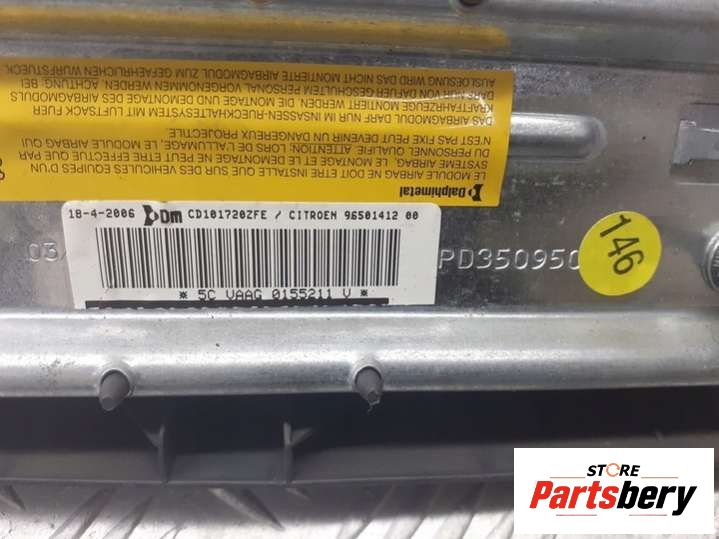 Dalphimetal
LE MODULE AIRBAG NE DOIT ETRE INSTALLE QUE SUR DES VEHICULES EQUIPES D'UN
SYSTEME AIRBAG. LE MONTAGE ET LE DEMONTAGE NE PEUT ETRE EFFECTUE QUE PAR
DU PERSONNEL QUALIFIE. ATTENTION: LORS DE L'ALLUMAGE, LE MODULE AIRBAG QUI
N'EST PAS FIXE PEUT DEVENIR UN DANGEREUX PROJECTILE.
DAS AIRBAGMODUL DARF NUR IM INSASSEN-RUECKHALTESYSTEM MIT LUFTSACK FUER
KRAFTFAHRZEUGE MONTIERT WERDEN. DIE MONTAGE UND DEMONTAGE DES AIRBAGMODULS
DARF NUR VON DAFUER GESCHULTEM PERSONAL VORGENOMMEN WERDEN. ACHTUNG: BEI
AUSLOESUNG WIRD DAS NICHT MONTIERTE AIRBAGMODUL ZUM GEFAEHRLICHEN WURFSTUECK.
18-4-2006 Dm CD101720ZFE / CITROEN 96501412 00
03/
PD350950
146
* 5C VAAG 0155211 V *
STORE
Partsbery